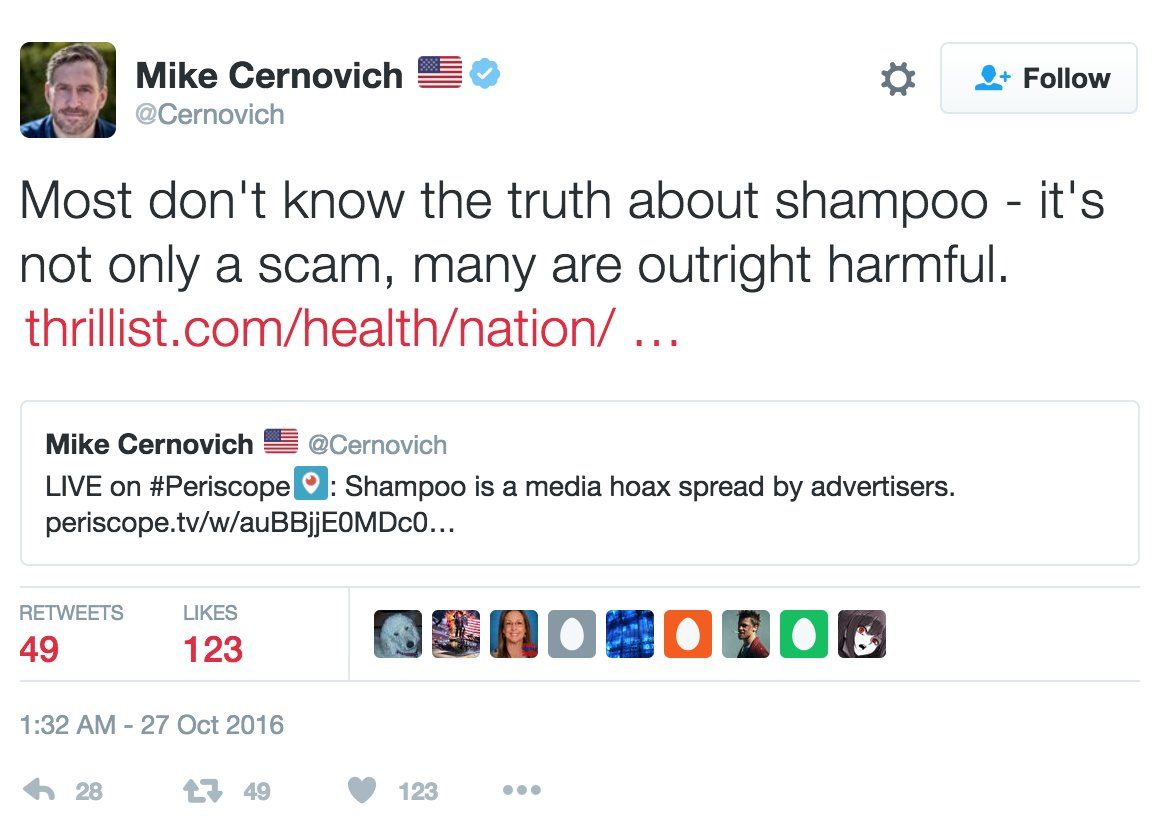 Mike Cernovich
@Cernovich
Follow
Most don't know the truth about shampoo - it's
not only a scam, many are outright harmful.
thrillist.com/health/nation/ …
Mike Cernovich @Cernovich
LIVE on #Periscope: Shampoo is a media hoax spread by advertisers.
periscope.tv/w/auBBjjE0MDc0…
RETWEETS LIKES
49 123
1:32 AM - 27 Oct 2016
28 49 123